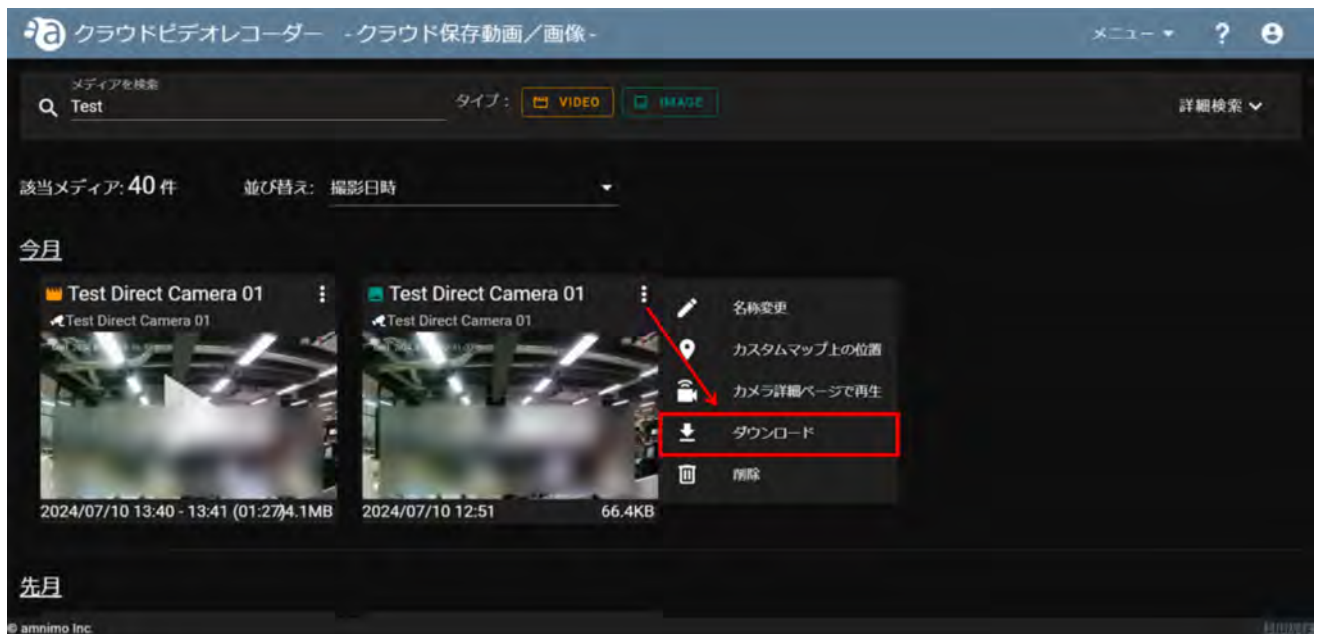 クラウドビデオレコーダー -クラウド保存動画／画像-
メニュー
?
メディアを検索
Test
タイプ: VIDEO IMAGE
詳細検索
該当メディア: 40 件 並び替え: 撮影日時
今月
Test Direct Camera 01
Test Direct Camera 01
2024/07/10 13:40 - 13:41 (01:27)
4.1MB
Test Direct Camera 01
Test Direct Camera 01
2024/07/10 12:51 66.4KB
名称変更
カスタムマップ上の位置
カメラ詳細ページで再生
ダウンロード
削除
先月
© amnimo Inc.